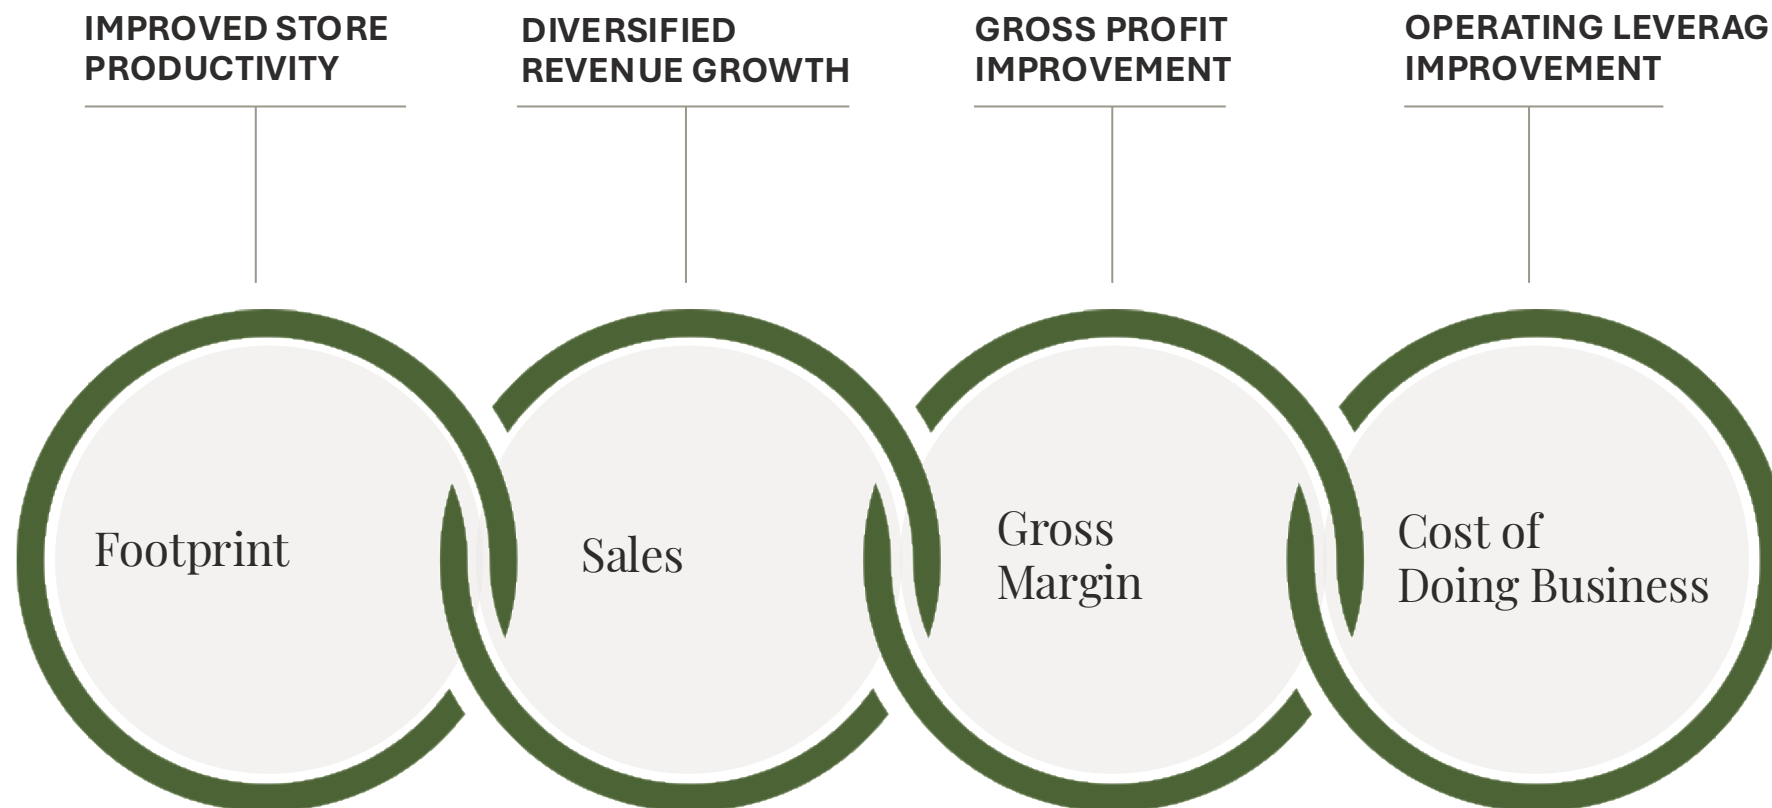 IMPROVED STORE
PRODUCTIVITY
DIVERSIFIED
REVENUE GROWTH
GROSS PROFIT
IMPROVEMENT
OPERATING LEVERAG
IMPROVEMENT
Footprint
Sales
Gross
Margin
Cost of
Doing Business